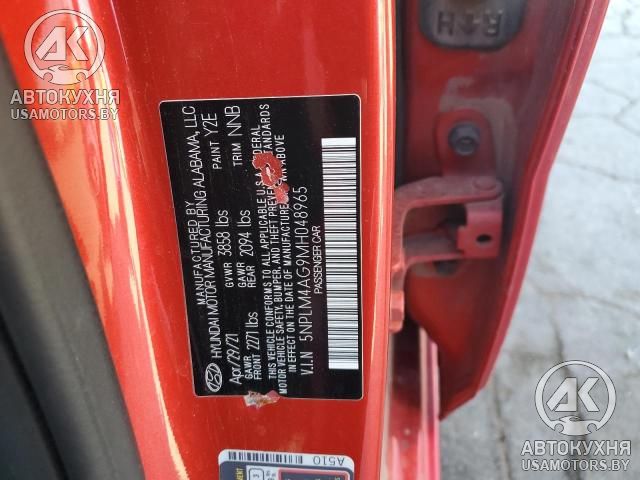 АК
АВТОКУХНЯ
USAMOTORS.BY
R H
MANUFACTURED BY
HYUNDAI MOTOR MANUFACTURING ALABAMA, LLC
Apr/29/21 GVWR 3858 lbs PAINT Y2E
GAWR FRONT 2271 lbs GAWR REAR 2094 lbs TRIM NNB
THIS VEHICLE CONFORMS TO ALL APPLICABLE U.S.A FEDERAL
MOTOR VEHICLE SAFETY, BUMPER, AND THEFT PREVENTION STANDARDS
IN EFFECT ON THE DATE OF MANUFACTURE SHOWN ABOVE
V.I.N 5NPLM4AG9MH048965
PASSENGER CAR
A510
АК
АВТОКУХНЯ
USAMOTORS.BY